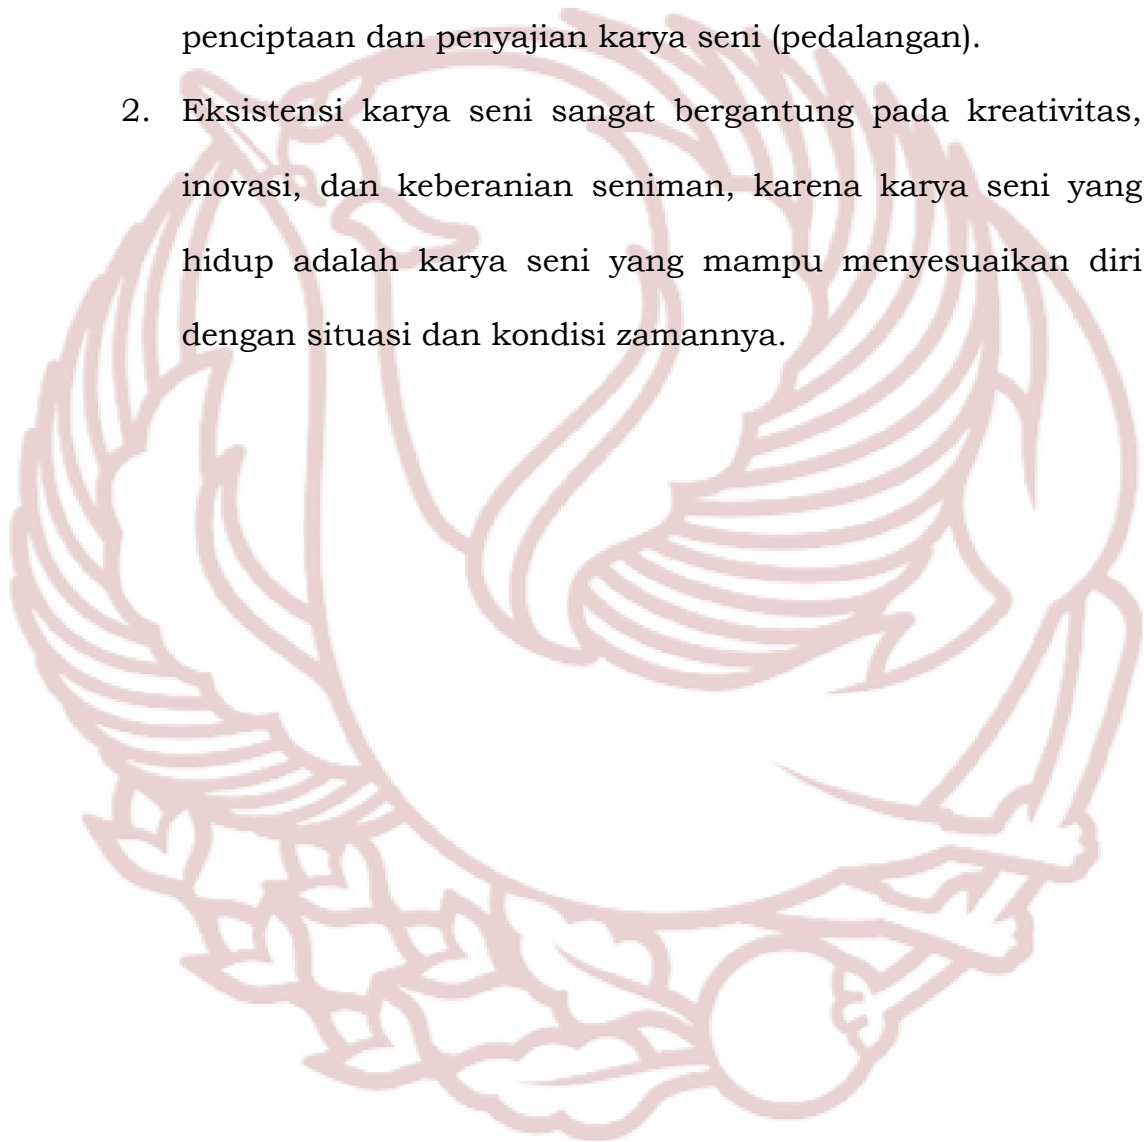 penciptaan dan penyajian karya seni (pedalangan).
2. Eksistensi karya seni sangat bergantung pada kreativitas,
inovasi, dan keberanian seniman, karena karya seni yang
hidup adalah karya seni yang mampu menyesuaikan diri
dengan situasi dan kondisi zamannya.